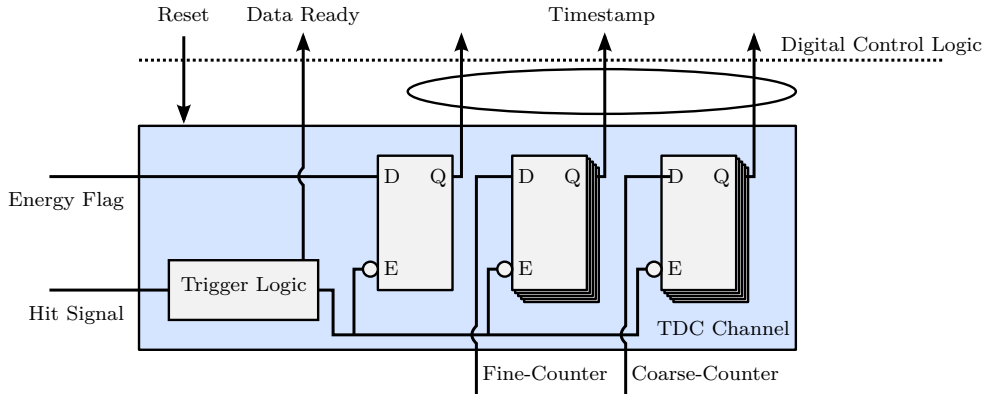 Reset
Data Ready
Timestamp
Digital Control Logic
D
Q
D
Q
D
Q
Energy Flag
E
E
E
Trigger Logic
Hit Signal
TDC Channel
Fine-Counter
Coarse-Counter